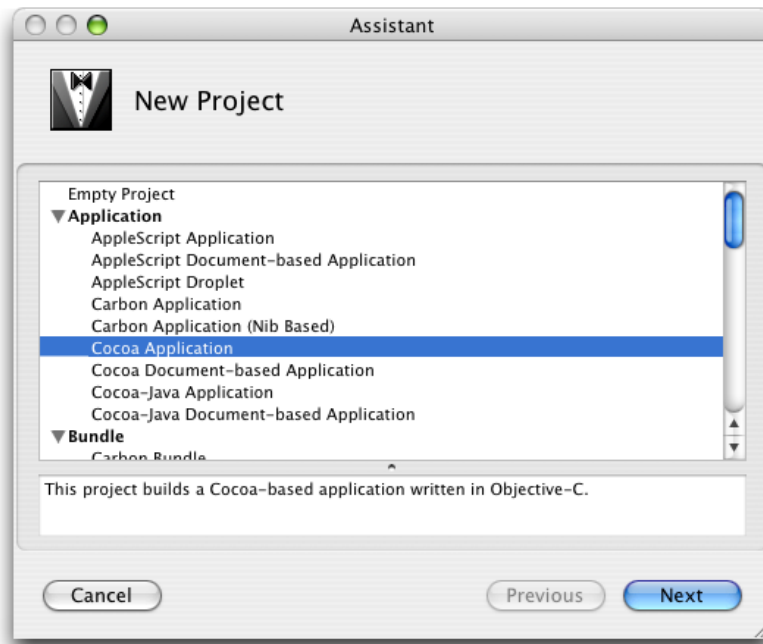 Assistant
New Project
Empty Project
Application
AppleScript Application
AppleScript Document-based Application
AppleScript Droplet
Carbon Application
Carbon Application (Nib Based)
Cocoa Application
Cocoa Document-based Application
Cocoa-Java Application
Cocoa-Java Document-based Application
Bundle
Carbon Bundle
This project builds a Cocoa-based application written in Objective-C.
Cancel Previous Next